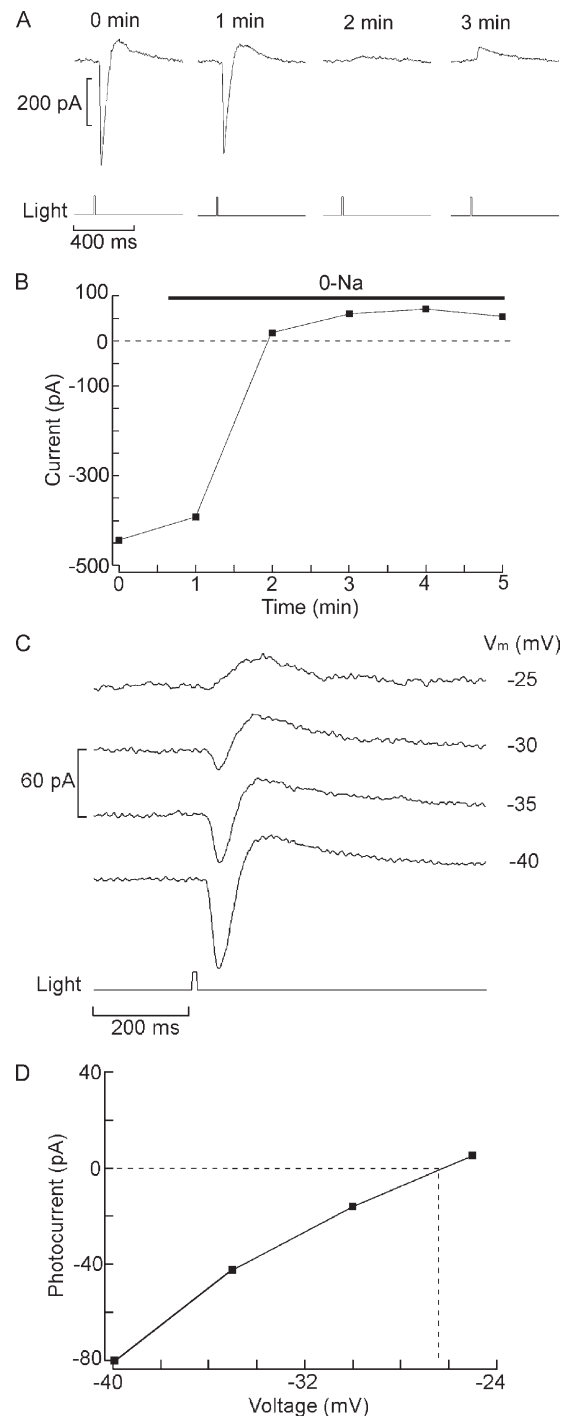 A
0 min 1 min 2 min 3 min
200 pA
Light
400 ms
B
0-Na
100
0
-100
-300
-500
Current (pA)
0 1 2 3 4 5
Time (min)
C
Vm (mV)
-25
-30
60 pA
-35
-40
Light
200 ms
D
40
0
-40
-80
Photocurrent (pA)
-40 -32 -24
Voltage (mV)